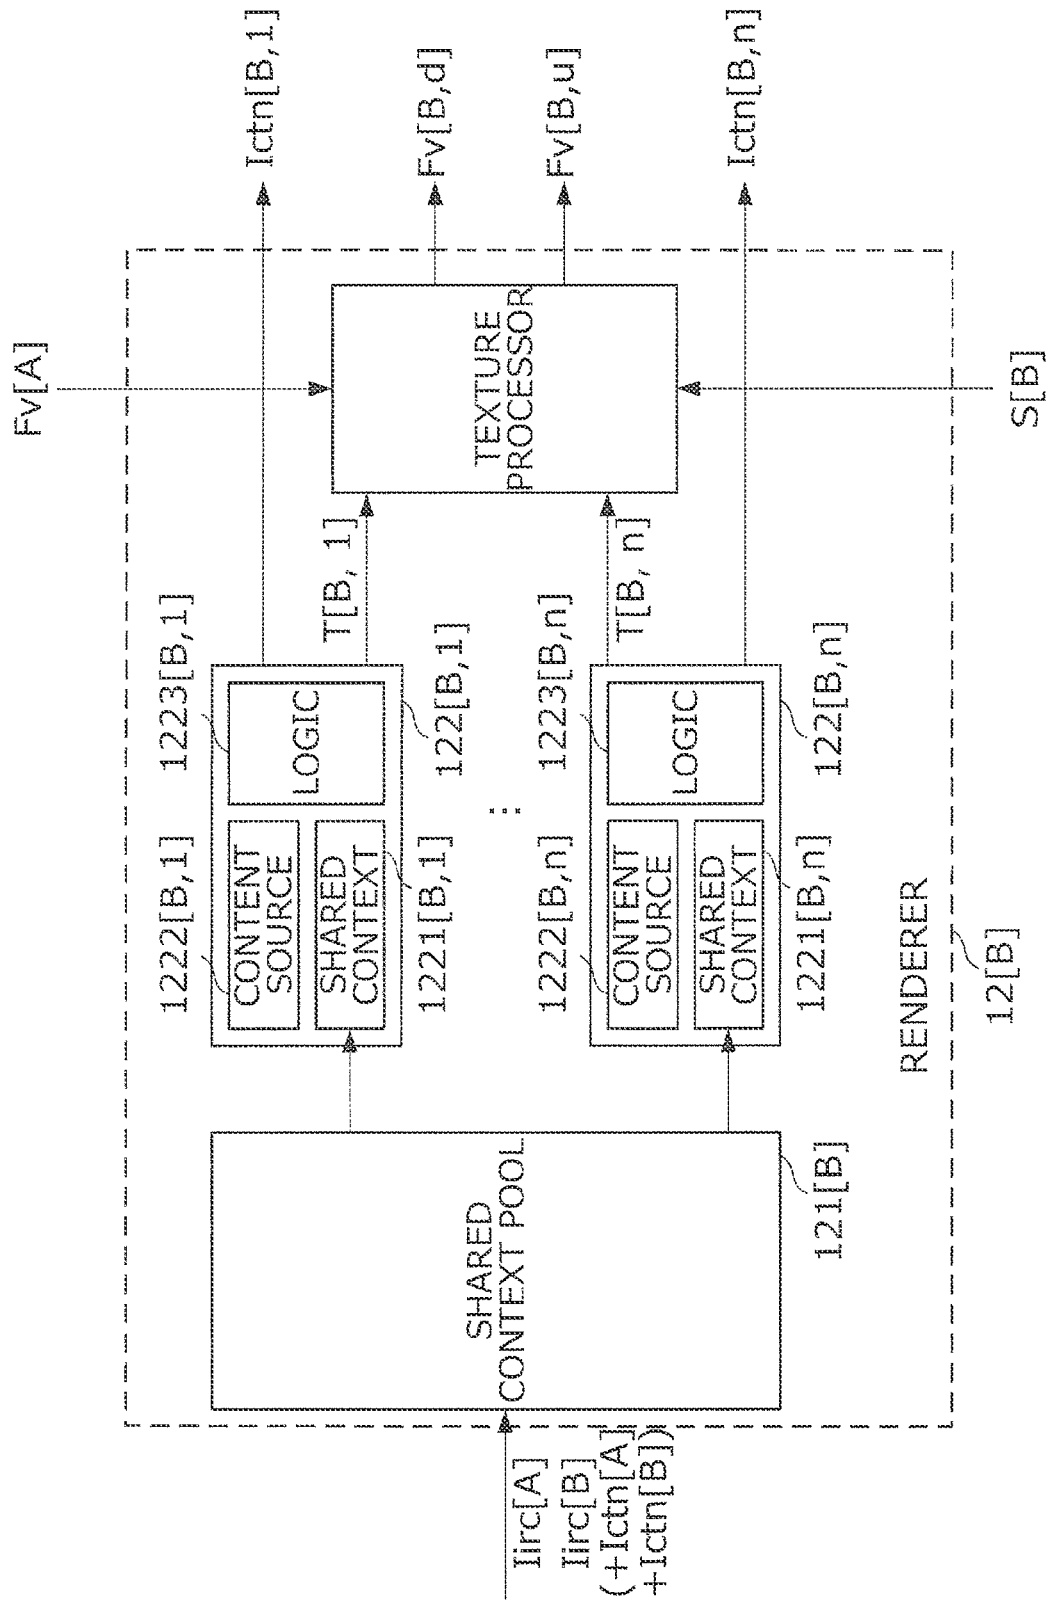 Iirc[A]
Iirc[B]
(+Ictn[A]
+Ictn[B])
SHARED
CONTEXT POOL
121[B]
1222[B,1]
1223[B,1]
CONTENT
SOURCE
SHARED
CONTEXT
LOGIC
1221[B,1]
122[B,1]
T[B, 1]
...
1222[B,n]
1223[B,n]
CONTENT
SOURCE
SHARED
CONTEXT
LOGIC
1221[B,n]
122[B,n]
T[B, n]
Fv[A]
TEXTURE
PROCESSOR
S[B]
Ictn[B,1]
Fv[B,d]
Fv[B,u]
Ictn[B,n]
RENDERER
12[B]